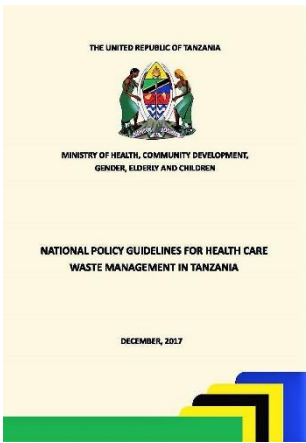 THE UNITED REPUBLIC OF TANZANIA
MINISTRY OF HEALTH, COMMUNITY DEVELOPMENT,
GENDER, ELDERLY AND CHILDREN
NATIONAL POLICY GUIDELINES FOR HEALTH CARE
WASTE MANAGEMENT IN TANZANIA
DECEMBER, 2017